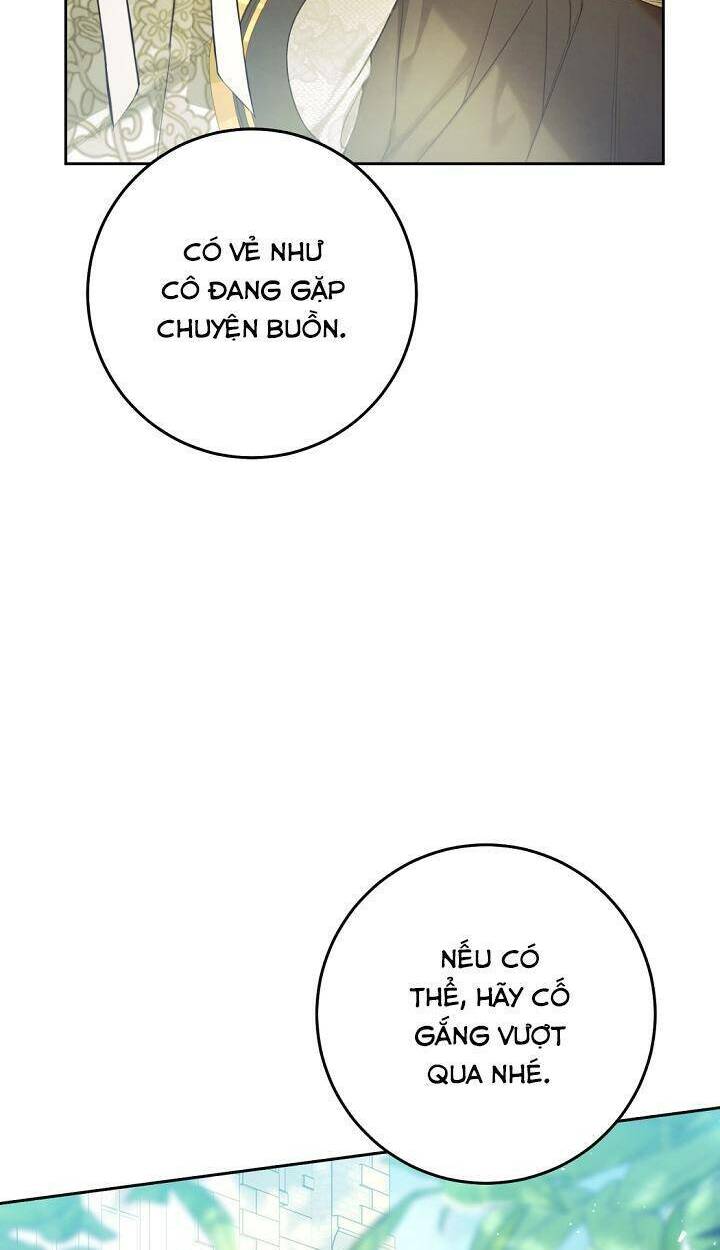 CÓ VẺ NHƯ
CÔ ĐANG GẶP
CHUYỆN BUỒN.
NẾU CÓ
THỂ, HÃY CỐ
GẮNG VƯỢT
QUA NHÉ.